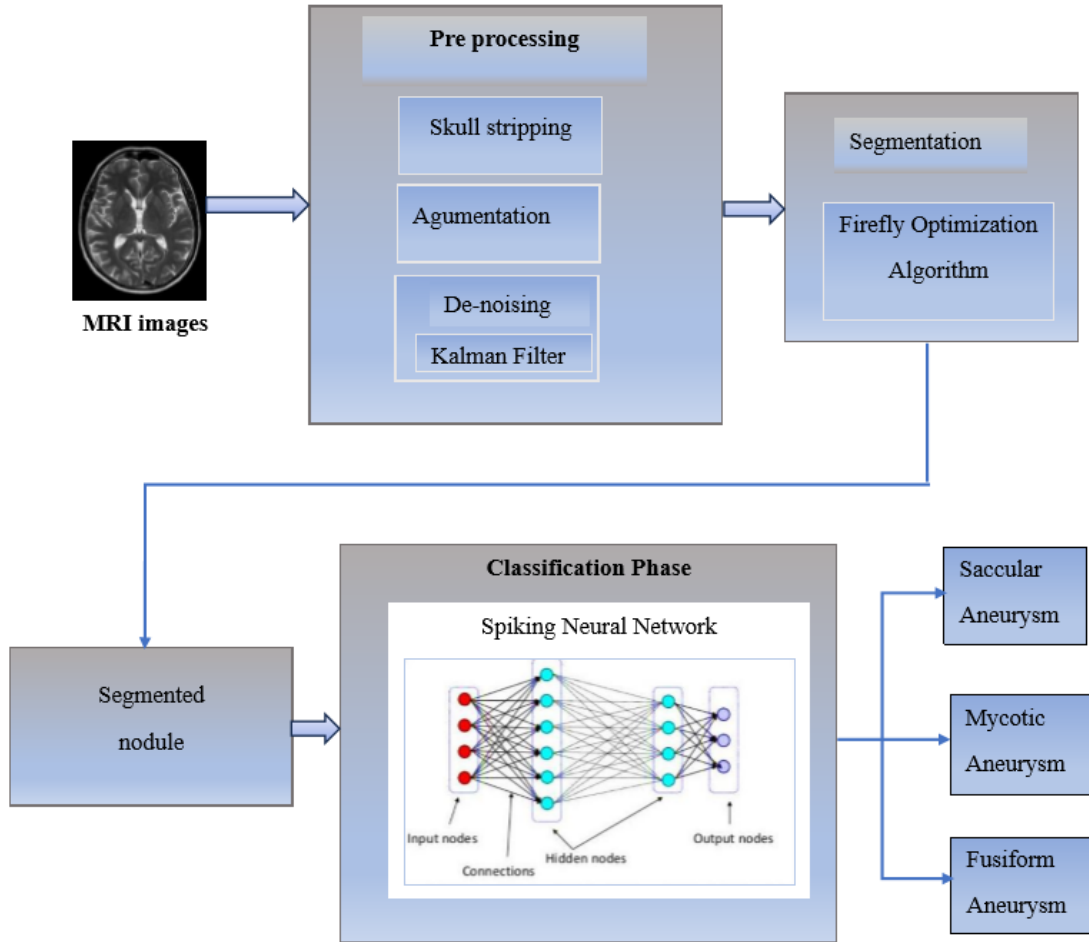 Pre processing
Skull stripping
Agumentation
De-noising
Kalman Filter
MRI images
Segmentation
Firefly Optimization
Algorithm
Segmented
nodule
Classification Phase
Spiking Neural Network
Input nodes
Connections
Hidden nodes
Output nodes
Saccular
Aneurysm
Mycotic
Aneurysm
Fusiform
Aneurysm